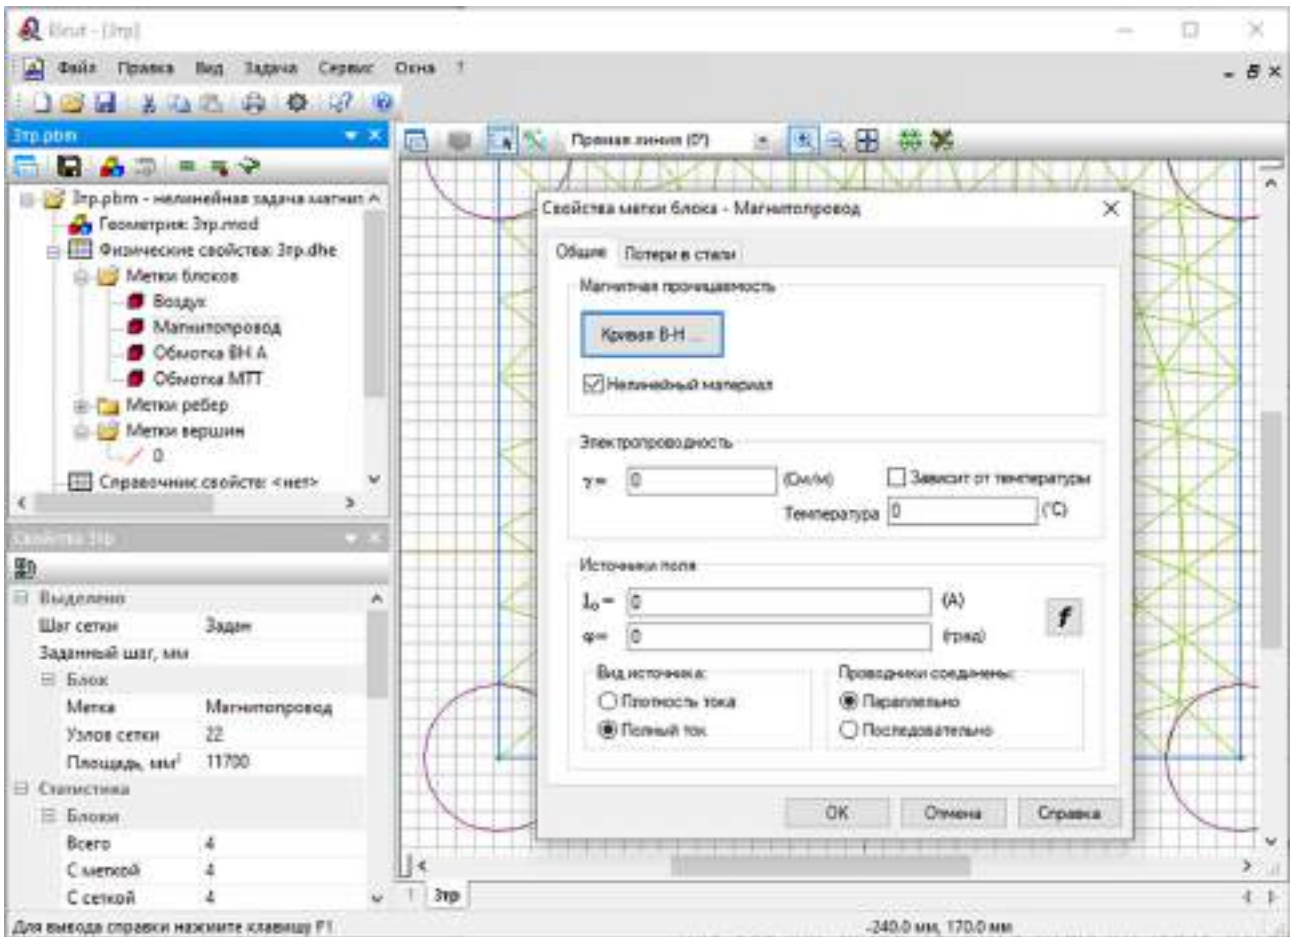 Elcut - [3тр]
Файл Правка Вид Задача Сервис Окна ?
3тр.pbm
Прямая линия (0°)
3тр.pbm - нелинейная задача магнит
Геометрия: 3тр.mod
Физические свойства: 3тр.dhe
Метки блоков
Воздух
Магнитопровод
Обмотка ВН А
Обмотка МТТ
Метки ребер
Метки вершин
0
Справочник свойств: <нет>
Свойства 3тр
Выделено
Шаг сетки Задан
Заданный шаг, мм
Блок
Метка Магнитопровод
Узлов сетки 22
Площадь, мм² 11700
Статистика
Блоки
Всего 4
С меткой 4
С сеткой 4
Свойства метки блока - Магнитопровод
Общие Потери в стали
Магнитная проницаемость
Кривая B-H ...
Нелинейный материал
Электропроводность
γ = 0 (См/м) Зависит от температуры
Температура 0 (°C)
Источники поля
I₀ = 0 (А)
f
φ= 0 (град)
Вид источника: Проводники соединены:
Плотность тока Параллельно
Полный ток Последовательно
OK Отмена Справка
3тр
Для вывода справки нажмите клавишу F1
-240.0 мм, 170.0 мм